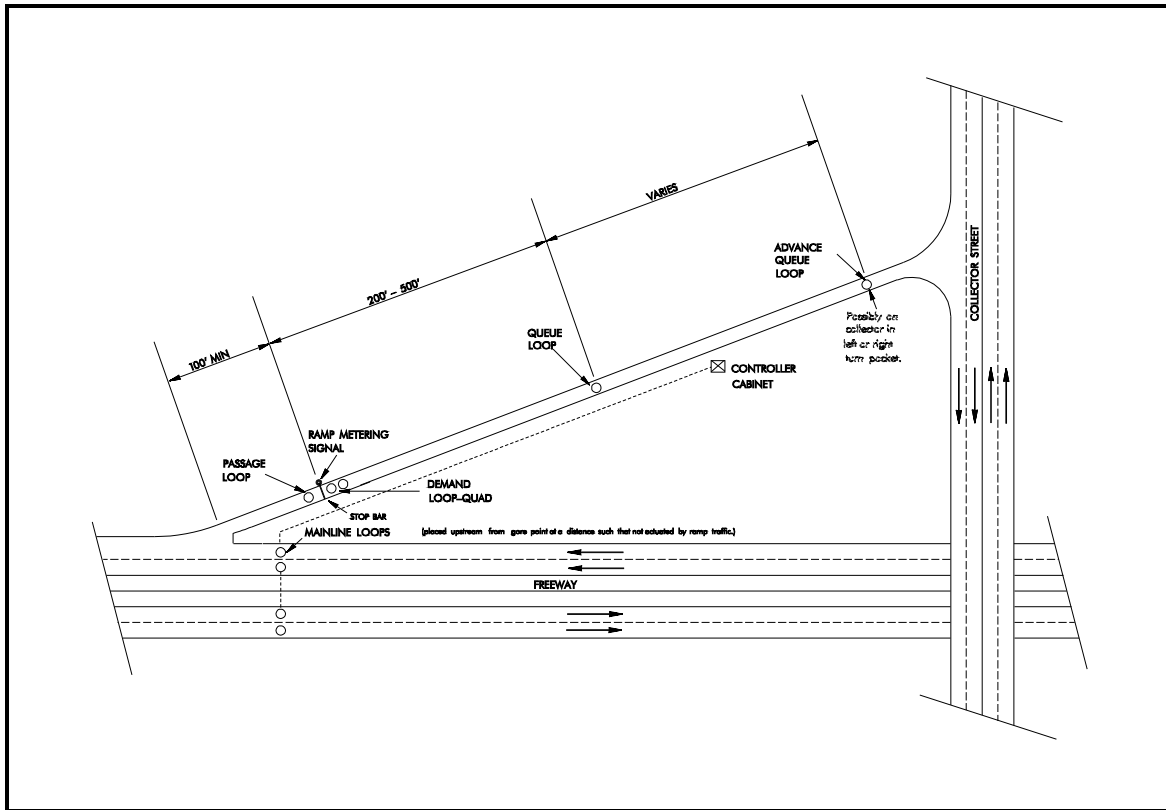 VARIES
COLLECTOR STREET
ADVANCE
QUEUE
LOOP
200' – 500'
Possibly on
collector in
left or right
turn pocket.
QUEUE
LOOP
100' MIN
CONTROLLER
CABINET
RAMP METERING
SIGNAL
PASSAGE
LOOP
DEMAND
LOOP–QUAD
STOP BAR
MAINLINE LOOPS
(placed upstream from gore point at a distance such that not actuated by ramp traffic.)
FREEWAY